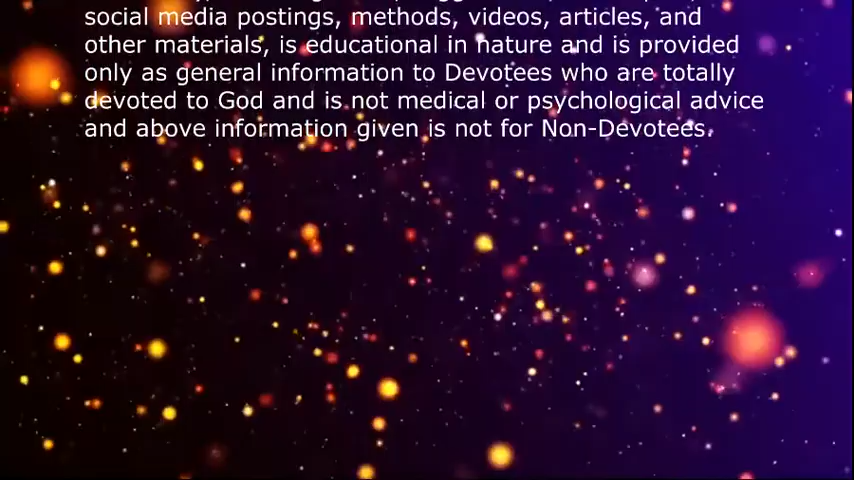 social media postings, methods, videos, articles, and
other materials, is educational in nature and is provided
only as general information to Devotees who are totally
devoted to God and is not medical or psychological advice
and above information given is not for Non-Devotees.